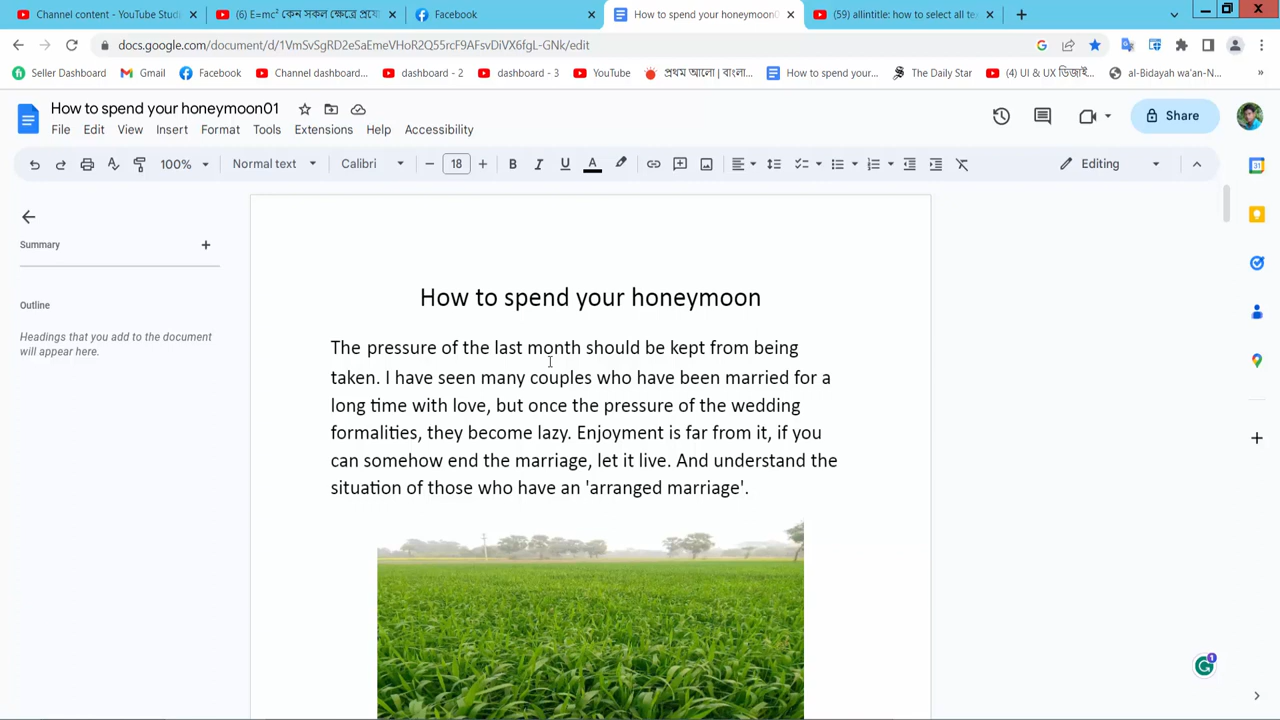 Channel content - YouTube Studi
(6) E=mc² কেন সকল ক্ষেত্রে প্রযো
Facebook
How to spend your honeymoon0
(59) allintitle: how to select all te
docs.google.com/document/d/1VmSvSgRD2eSaEmeVHoR2Q55rcF9AFsvDiVX6fgL-GNk/edit
Seller Dashboard
Gmail
Facebook
Channel dashboard...
dashboard - 2
dashboard - 3
YouTube
প্রথম আলো | বাংলা...
How to spend your...
The Daily Star
(4) UI & UX ডিজাই...
al-Bidayah wa'an-N...
»
How to spend your honeymoon01
File Edit View Insert Format Tools Extensions Help Accessibility
Share
100% Normal text Calibri − 18 + B I U A Editing
Summary
Outline
Headings that you add to the document
will appear here.
How to spend your honeymoon
The pressure of the last month should be kept from being
taken. I have seen many couples who have been married for a
long time with love, but once the pressure of the wedding
formalities, they become lazy. Enjoyment is far from it, if you
can somehow end the marriage, let it live. And understand the
situation of those who have an 'arranged marriage'.
31
1